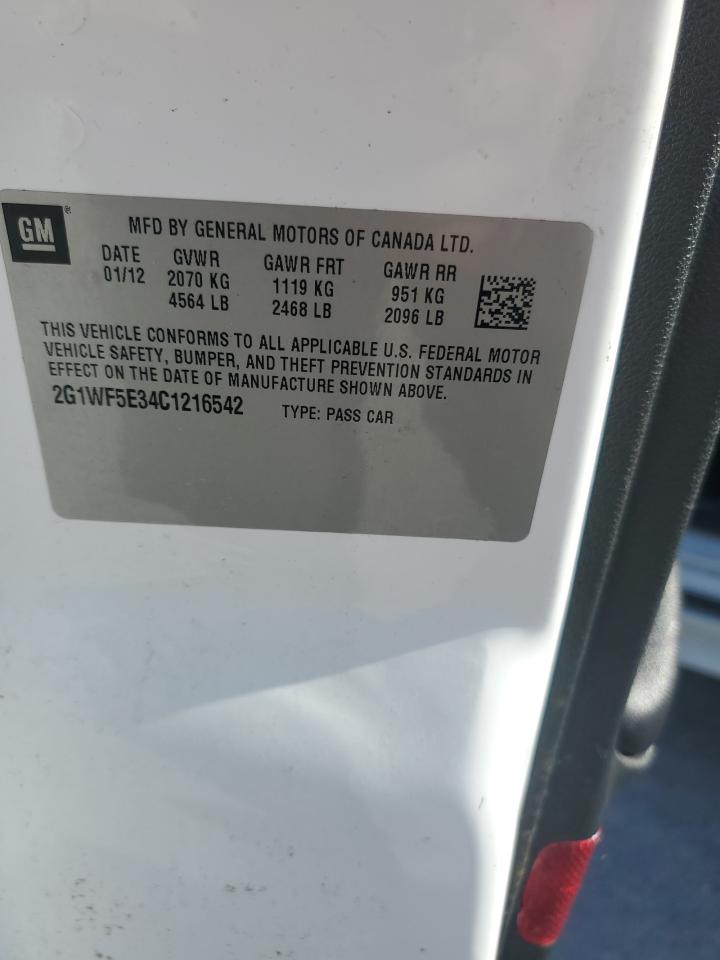 GM®
MFD BY GENERAL MOTORS OF CANADA LTD.
DATE GVWR GAWR FRT GAWR RR
01/12 2070 KG 1119 KG 951 KG
4564 LB 2468 LB 2096 LB
THIS VEHICLE CONFORMS TO ALL APPLICABLE U.S. FEDERAL MOTOR
VEHICLE SAFETY, BUMPER, AND THEFT PREVENTION STANDARDS IN
EFFECT ON THE DATE OF MANUFACTURE SHOWN ABOVE.
2G1WF5E34C1216542 TYPE: PASS CAR